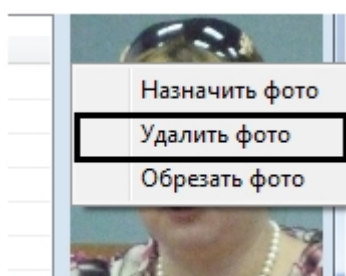 Назначить фото
Удалить фото
Обрезать фото